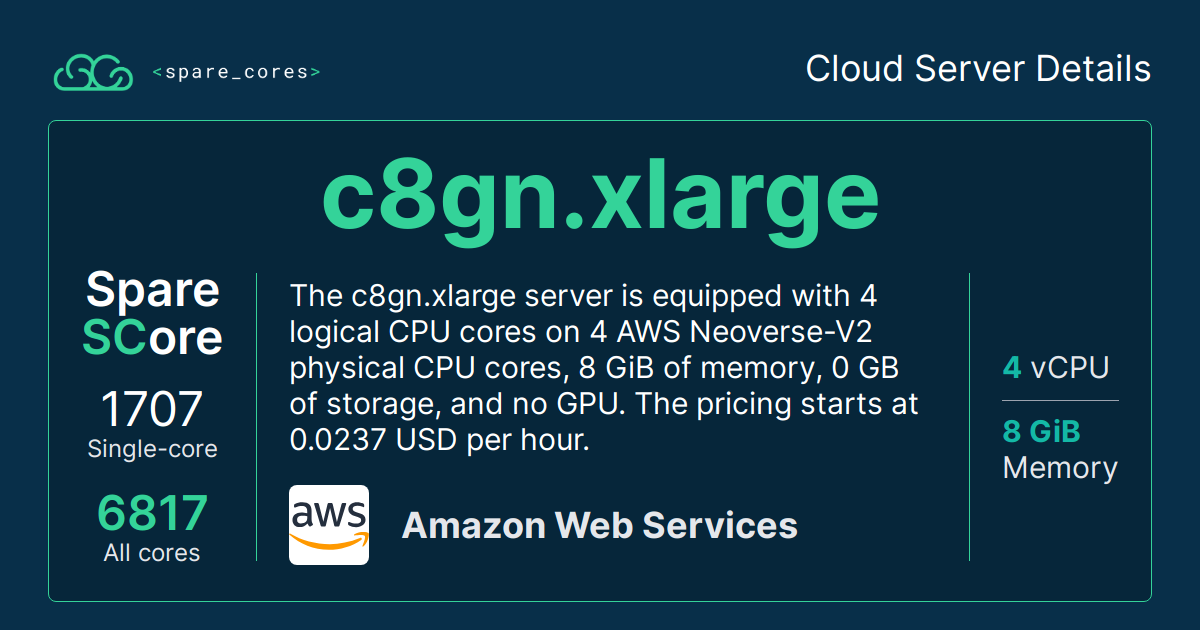 <spare_cores>
Cloud Server Details
c8gn.xlarge
Spare
SCore
1707
Single-core
6817
All cores
The c8gn.xlarge server is equipped with 4
logical CPU cores on 4 AWS Neoverse-V2
physical CPU cores, 8 GiB of memory, 0 GB
of storage, and no GPU. The pricing starts at
0.0237 USD per hour.
aws
Amazon Web Services
4 vCPU
8 GiB
Memory